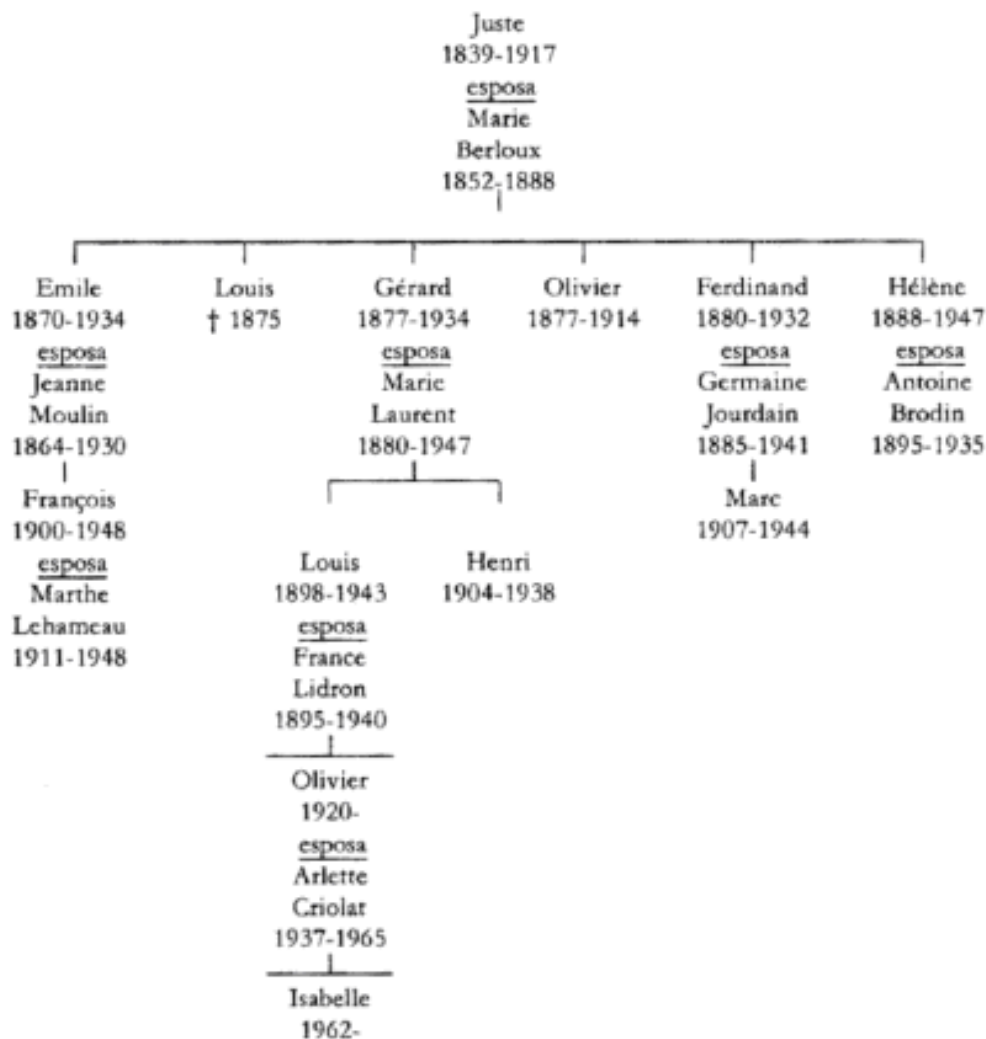 Juste
1839-1917
esposa
Marie
Berloux
1852-1888
Emile
1870-1934
esposa
Jeanne
Moulin
1864-1930
François
1900-1948
esposa
Marthe
Lehameau
1911-1948
Louis
† 1875
Gérard
1877-1934
esposa
Marie
Laurent
1880-1947
Louis
1898-1943
esposa
France
Lidron
1895-1940
Olivier
1920-
esposa
Arlette
Criolat
1937-1965
Isabelle
1962-
Henri
1904-1938
Olivier
1877-1914
Ferdinand
1880-1932
esposa
Germaine
Jourdain
1885-1941
Marc
1907-1944
Hélène
1888-1947
esposa
Antoine
Brodin
1895-1935